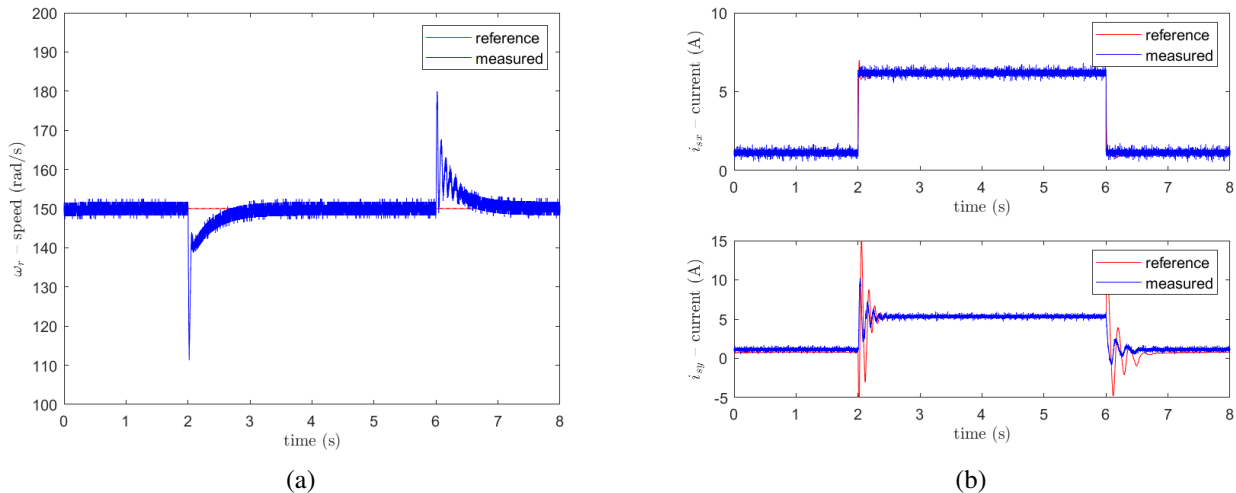 200
190
180
170
160
150
140
130
120
110
100
ω_r – speed (rad/s)
reference
measured
0 1 2 3 4 5 6 7 8
time (s)
(a)
10
5
0
i_sx – current (A)
reference
measured
0 1 2 3 4 5 6 7 8
time (s)
15
10
5
0
-5
i_sy – current (A)
reference
measured
0 1 2 3 4 5 6 7 8
time (s)
(b)